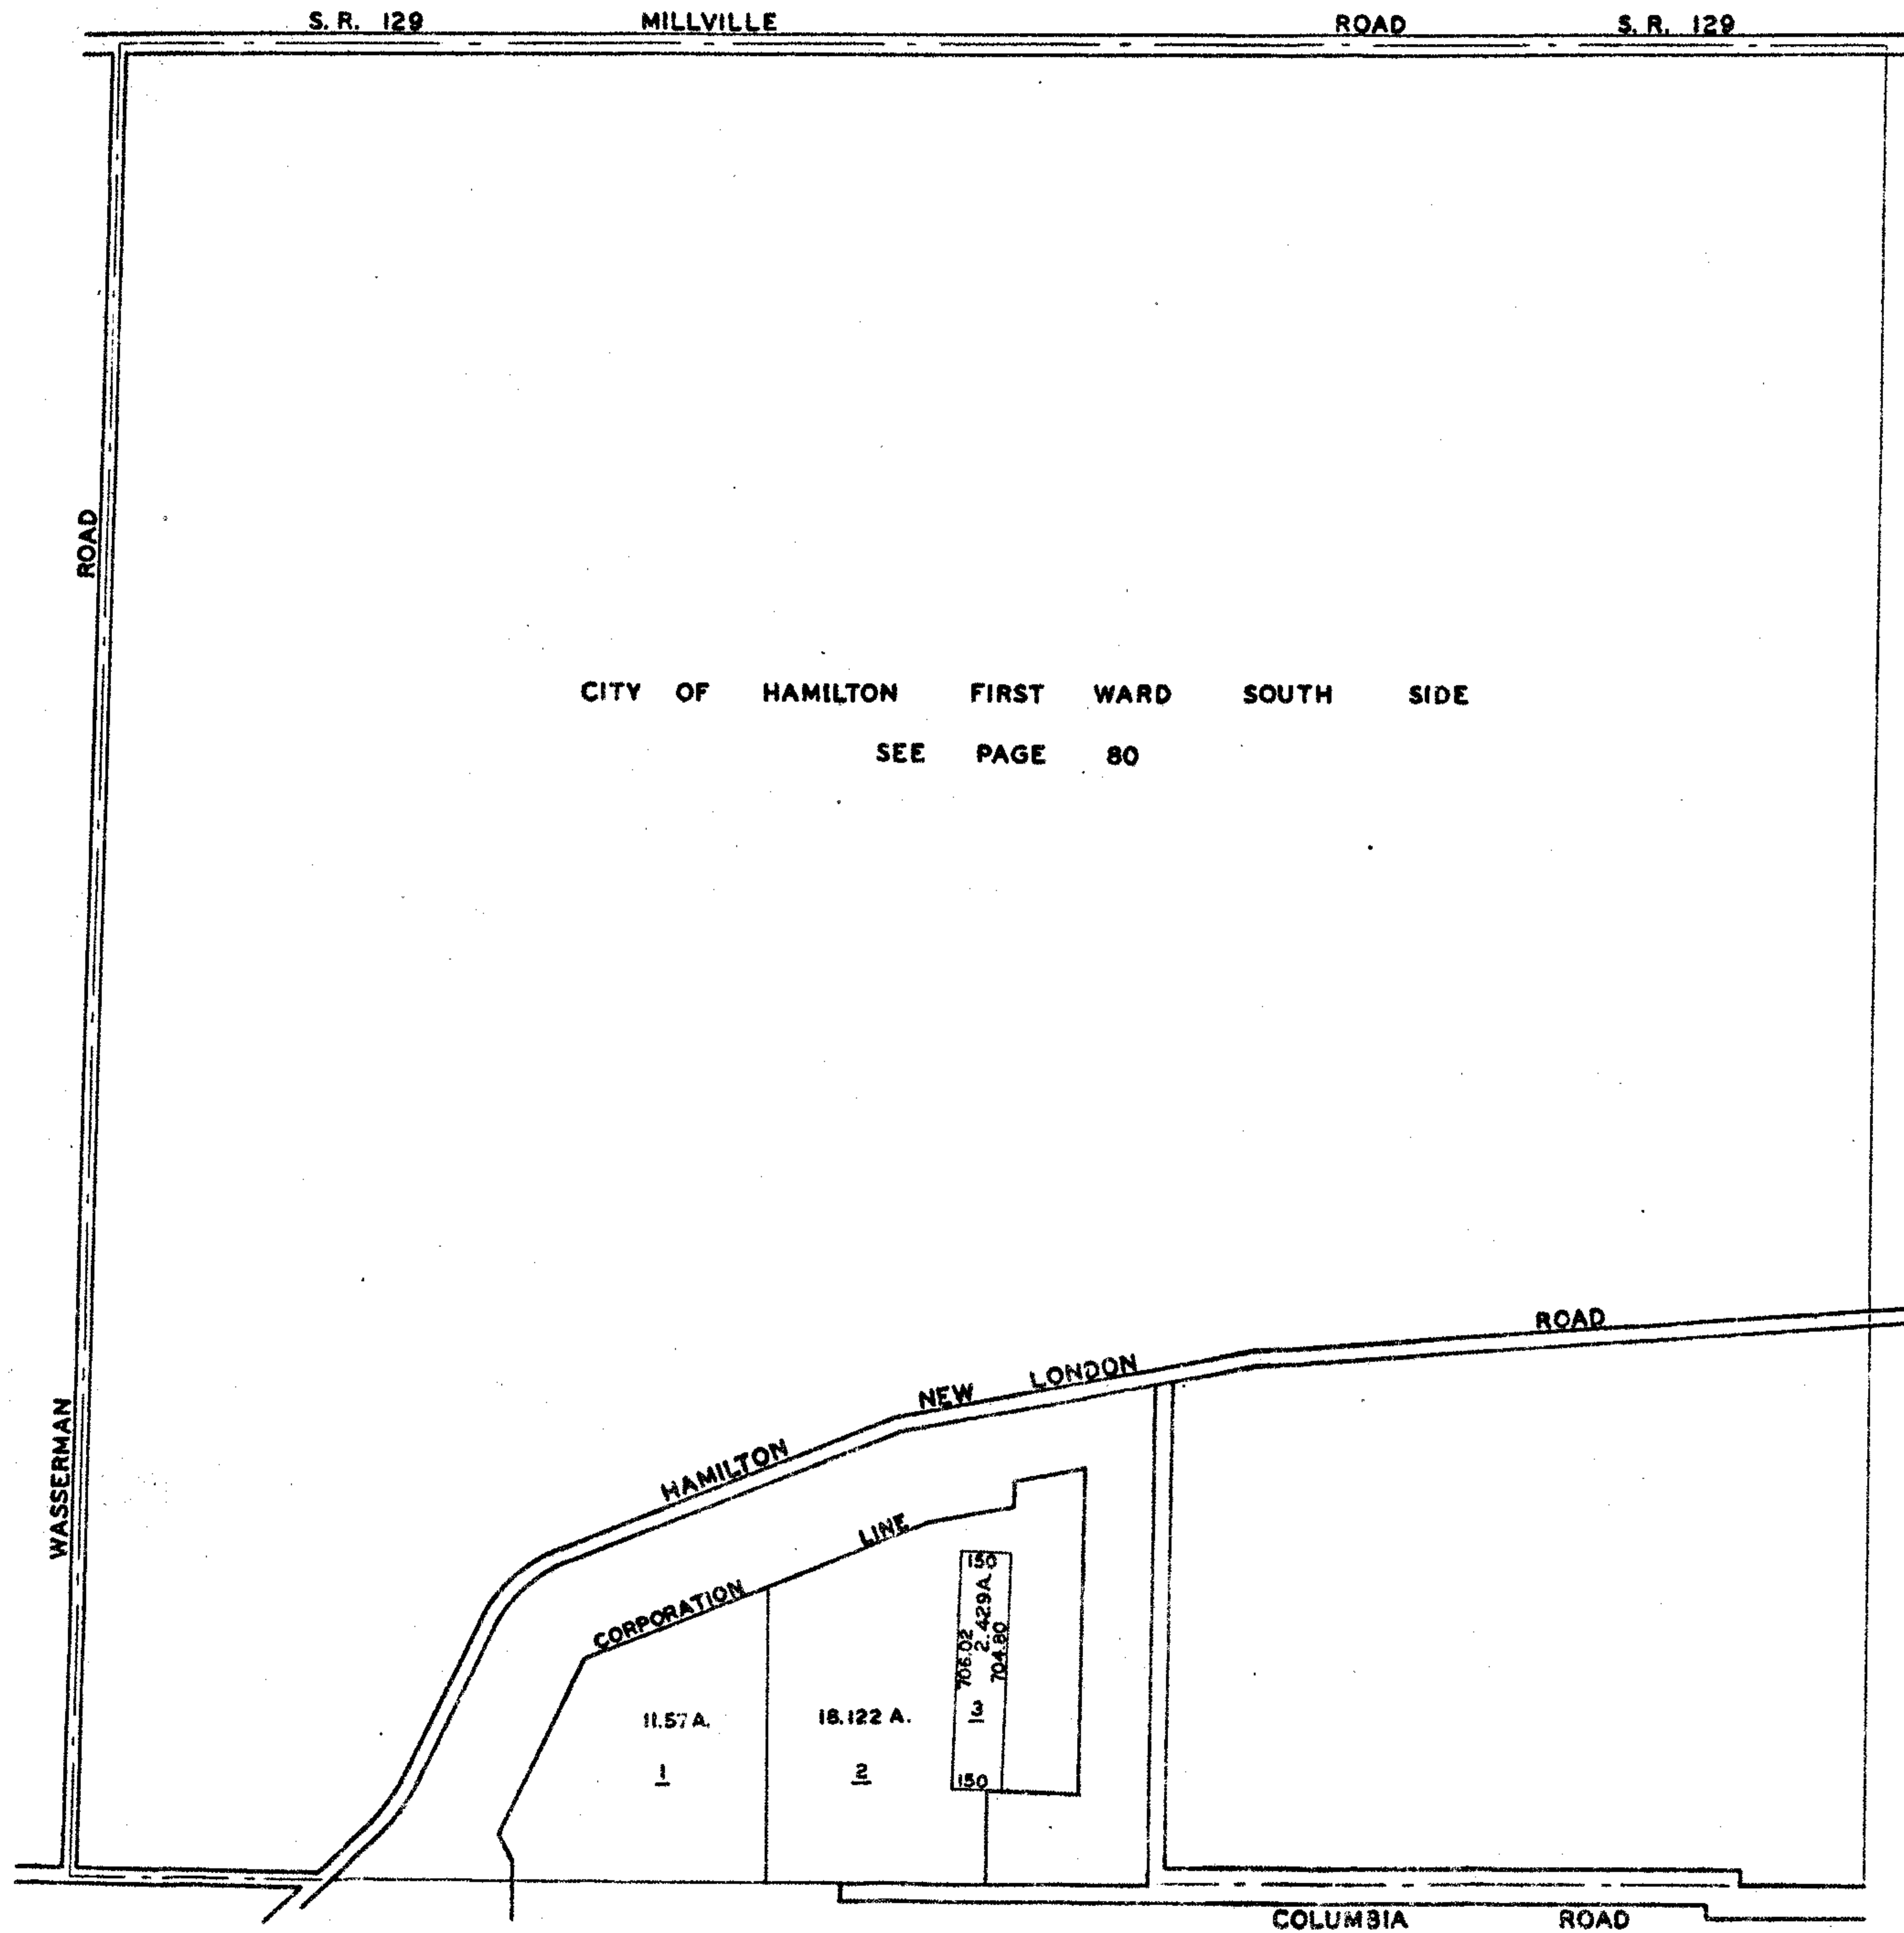 S. R. 129 MILLVILLE ROAD S. R. 129
ROAD
CITY OF HAMILTON FIRST WARD SOUTH SIDE
SEE PAGE 80
WASSERMAN
HAMILTON NEW LONDON ROAD
CORPORATION LINE
150
2.429A.
706.02
704.80
3
150
11.57 A.
1
18.122 A.
2
COLUMBIA ROAD